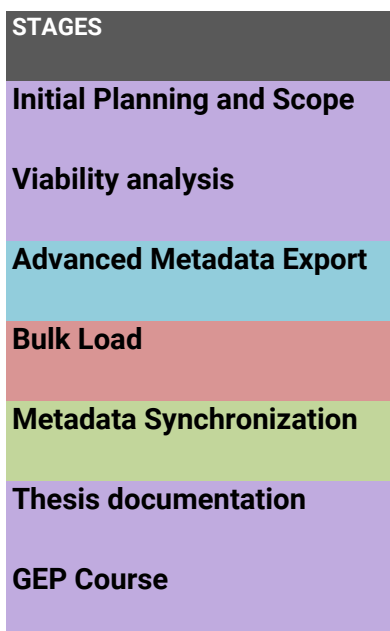 STAGES
Initial Planning and Scope
Viability analysis
Advanced Metadata Export
Bulk Load
Metadata Synchronization
Thesis documentation
GEP Course